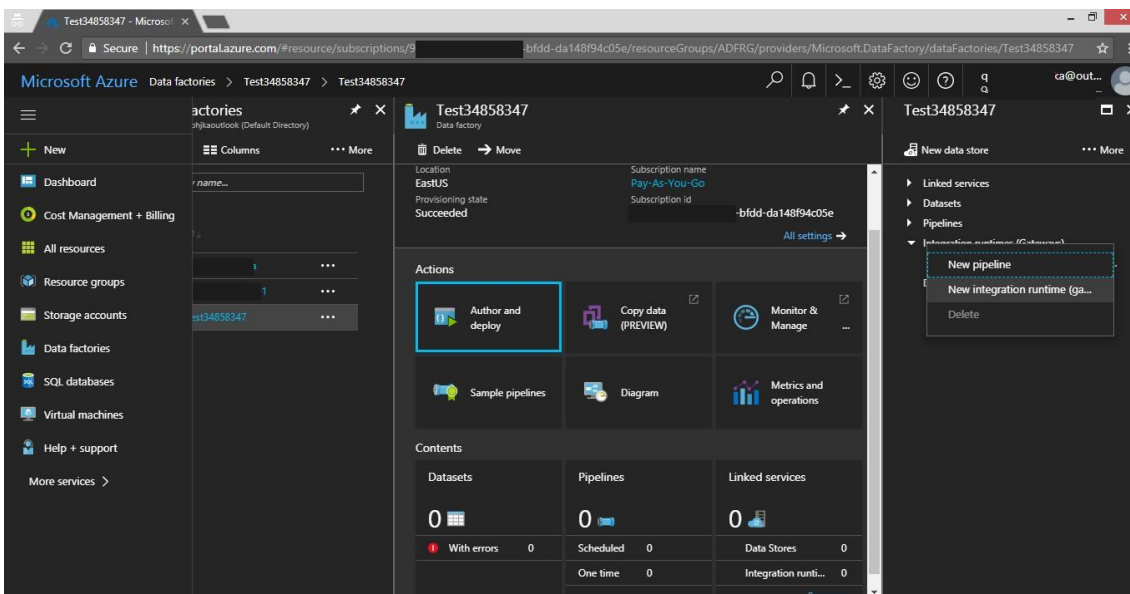 Test34858347 - Microsof
Secure | https://portal.azure.com/#resource/subscriptions/9 -bfdd-da148f94c05e/resourceGroups/ADFRG/providers/Microsoft.DataFactory/dataFactories/Test34858347
Microsoft Azure Data factories > Test34858347 > Test34858347
ca@out...
New
Dashboard
Cost Management + Billing
All resources
Resource groups
Storage accounts
Data factories
SQL databases
Virtual machines
Help + support
More services >
actories
ohjkaoutlook (Default Directory)
Columns
••• More
name...
est34858347
Test34858347
Data factory
Delete
Move
Location
EastUS
Provisioning state
Succeeded
Subscription name
Pay-As-You-Go
Subscription id
-bfdd-da148f94c05e
All settings →
Actions
Author and
deploy
Copy data
(PREVIEW)
Monitor &
Manage
...
Sample pipelines
Diagram
Metrics and
operations
Contents
Datasets
0
With errors 0
Pipelines
0
Scheduled 0
One time 0
Linked services
0
Data Stores 0
Integration runti... 0
Test34858347
New data store
••• More
Linked services
Datasets
Pipelines
Integration runtimes (Gateways)
New pipeline
New integration runtime (ga...
Delete